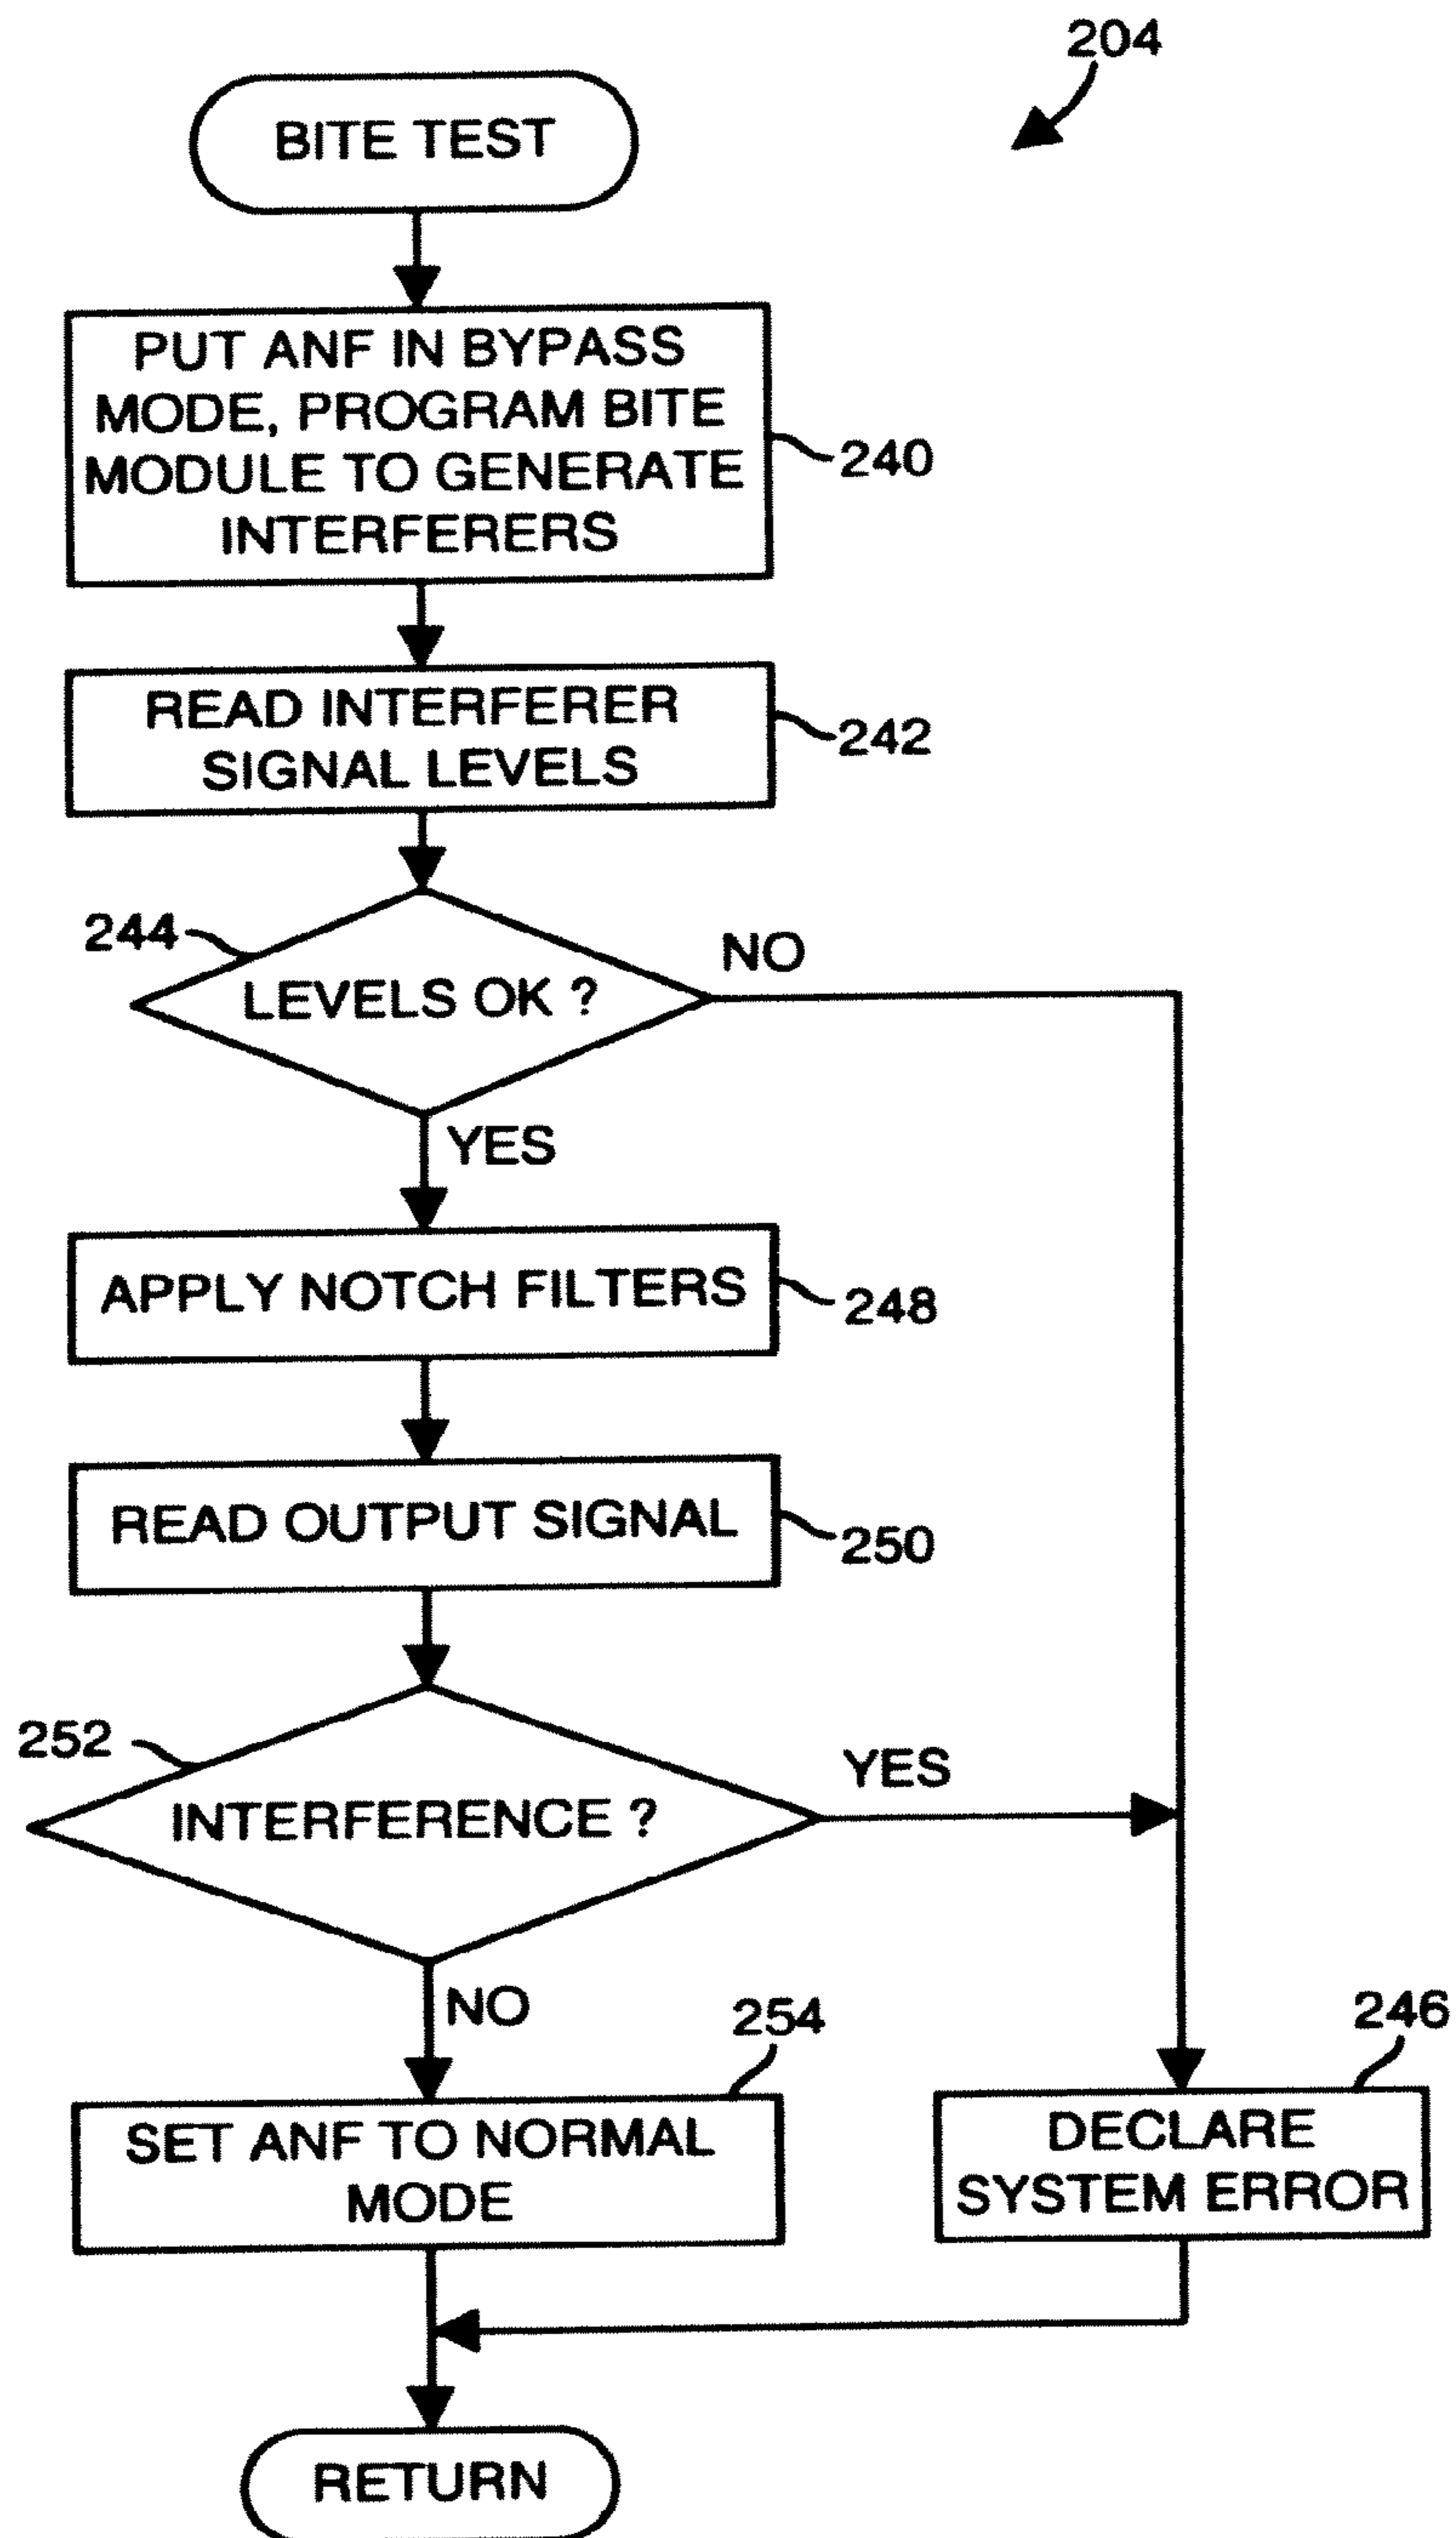 204
BITE TEST
PUT ANF IN BYPASS
MODE, PROGRAM BITE
MODULE TO GENERATE
INTERFERERS
240
READ INTERFERER
SIGNAL LEVELS
242
244
LEVELS OK ?
NO
YES
APPLY NOTCH FILTERS
248
READ OUTPUT SIGNAL
250
252
INTERFERENCE ?
YES
NO
254
SET ANF TO NORMAL
MODE
246
DECLARE
SYSTEM ERROR
RETURN